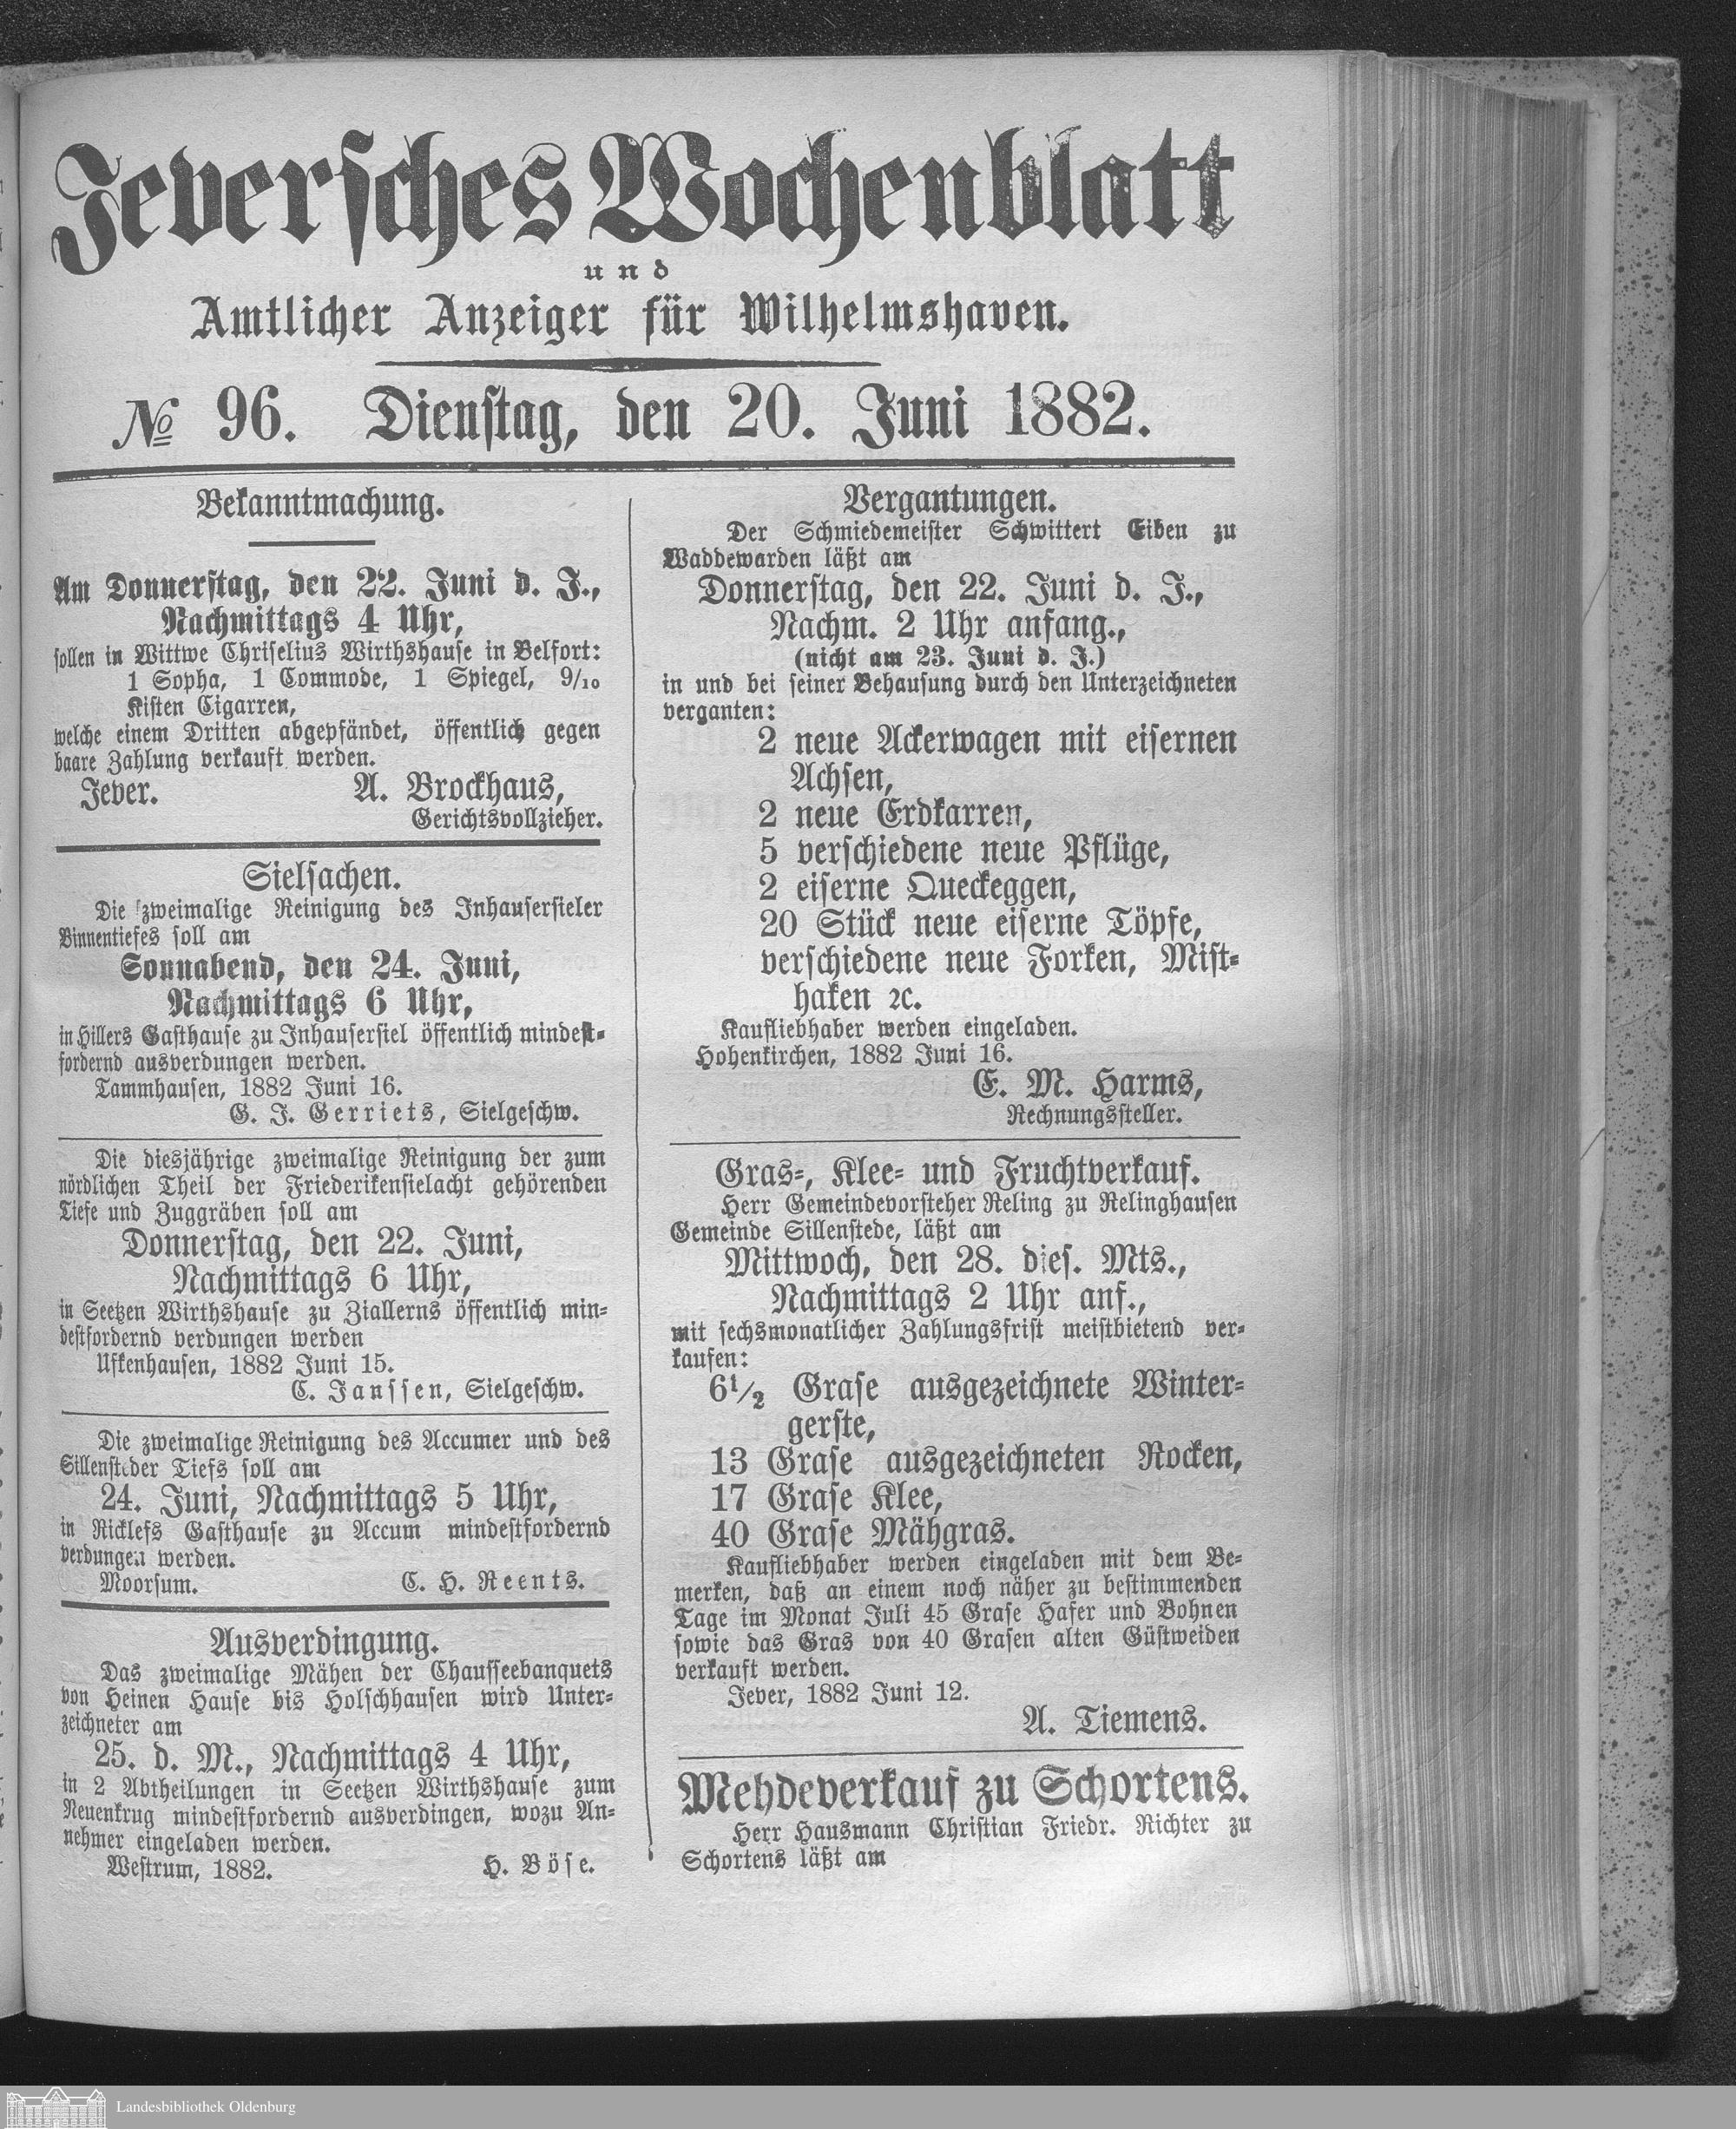 Jeversches Wochenblatt
und
Amtlicher Anzeiger für Wilhelmshaven.
№ 96. Dienstag, den 20. Juni 1882.
Bekanntmachung.
Am Donnerstag, den 22. Juni d. J.,
Nachmittags 4 Uhr,
sollen in Wittwe Chriselius Wirthshause in Belfort:
1 Sopha, 1 Commode, 1 Spiegel, 9/10
Kisten Cigarren,
welche einem Dritten abgepfändet, öffentlich gegen
baare Zahlung verkauft werden.
Jever. A. Brockhaus,
Gerichtsvollzieher.
Sielsachen.
Die zweimalige Reinigung des Inhausersieler
Binnentiefes soll am
Sonnabend, den 24. Juni,
Nachmittags 6 Uhr,
in Hillers Gasthause zu Inhausersiel öffentlich mindest-
fordernd ausverdungen werden.
Tammhausen, 1882 Juni 16.
G. J. Gerriets, Sielgeschw.
Die diesjährige zweimalige Reinigung der zum
nördlichen Theil der Friederikensielacht gehörenden
Tiefe und Zuggräben soll am
Donnerstag, den 22. Juni,
Nachmittags 6 Uhr,
in Seetzen Wirthshause zu Ziallerns öffentlich min-
destfordernd verdungen werden
Ufkenhausen, 1882 Juni 15.
C. Janssen, Sielgeschw.
Die zweimalige Reinigung des Accumer und des
Sillensteder Tiefs soll am
24. Juni, Nachmittags 5 Uhr,
in Ricklefs Gasthause zu Accum mindestfordernd
verdungen werden.
Moorsum. C. H. Reents.
Ausverdingung.
Das zweimalige Mähen der Chausseebanquets
von Heinen Hause bis Holschhausen wird Unter-
zeichneter am
25. d. M., Nachmittags 4 Uhr,
in 2 Abtheilungen in Seetzen Wirthshause zum
Neuenkrug mindestfordernd ausverdingen, wozu An-
nehmer eingeladen werden.
Westrum, 1882. H. Böse.
Vergantungen.
Der Schmiedemeister Schwittert Eiben zu
Waddewarden läßt am
Donnerstag, den 22. Juni d. J.,
Nachm. 2 Uhr anfang.,
(nicht am 23. Juni d. J.)
in und bei seiner Behausung durch den Unterzeichneten
verganten:
2 neue Ackerwagen mit eisernen
Achsen,
2 neue Erdkarren,
5 verschiedene neue Pflüge,
2 eiserne Queckeggen,
20 Stück neue eiserne Töpfe,
verschiedene neue Forken, Mist-
haken ꝛc.
Kaufliebhaber werden eingeladen.
Hohenkirchen, 1882 Juni 16.
E. M. Harms,
Rechnungssteller.
Gras-, Klee- und Fruchtverkauf.
Herr Gemeindevorsteher Reling zu Relinghausen
Gemeinde Sillenstede, läßt am
Mittwoch, den 28. dies. Mts.,
Nachmittags 2 Uhr anf.,
mit sechsmonatlicher Zahlungsfrist meistbietend ver-
kaufen:
6½ Grase ausgezeichnete Winter-
gerste,
13 Grase ausgezeichneten Rocken,
17 Grase Klee,
40 Grase Mähgras.
Kaufliebhaber werden eingeladen mit dem Be-
merken, daß an einem noch näher zu bestimmenden
Tage im Monat Juli 45 Grase Hafer und Bohnen
sowie das Gras von 40 Grasen alten Güstweiden
verkauft werden.
Jever, 1882 Juni 12.
A. Tiemens.
Mehdeverkauf zu Schortens.
Herr Hausmann Christian Friedr. Richter zu
Schortens läßt am
Landesbibliothek Oldenburg